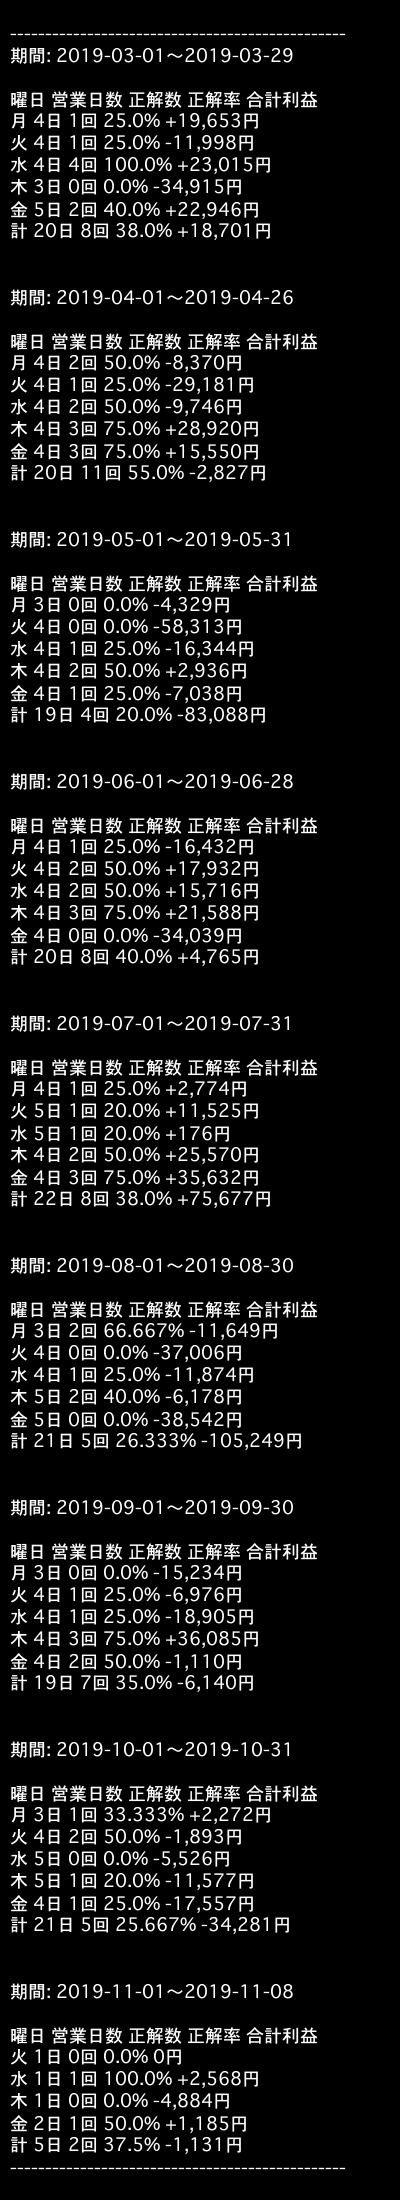 ------------------------------------------------
期間: 2019-03-01〜2019-03-29
曜日 営業日数 正解数 正解率 合計利益
月 4日 1回 25.0% +19,653円
火 4日 1回 25.0% -11,998円
水 4日 4回 100.0% +23,015円
木 3日 0回 0.0% -34,915円
金 5日 2回 40.0% +22,946円
計 20日 8回 38.0% +18,701円
期間: 2019-04-01〜2019-04-26
曜日 営業日数 正解数 正解率 合計利益
月 4日 2回 50.0% -8,370円
火 4日 1回 25.0% -29,181円
水 4日 2回 50.0% -9,746円
木 4日 3回 75.0% +28,920円
金 4日 3回 75.0% +15,550円
計 20日 11回 55.0% -2,827円
期間: 2019-05-01〜2019-05-31
曜日 営業日数 正解数 正解率 合計利益
月 3日 0回 0.0% -4,329円
火 4日 0回 0.0% -58,313円
水 4日 1回 25.0% -16,344円
木 4日 2回 50.0% +2,936円
金 4日 1回 25.0% -7,038円
計 19日 4回 20.0% -83,088円
期間: 2019-06-01〜2019-06-28
曜日 営業日数 正解数 正解率 合計利益
月 4日 1回 25.0% -16,432円
火 4日 2回 50.0% +17,932円
水 4日 2回 50.0% +15,716円
木 4日 3回 75.0% +21,588円
金 4日 0回 0.0% -34,039円
計 20日 8回 40.0% +4,765円
期間: 2019-07-01〜2019-07-31
曜日 営業日数 正解数 正解率 合計利益
月 4日 1回 25.0% +2,774円
火 5日 1回 20.0% +11,525円
水 5日 1回 20.0% +176円
木 4日 2回 50.0% +25,570円
金 4日 3回 75.0% +35,632円
計 22日 8回 38.0% +75,677円
期間: 2019-08-01〜2019-08-30
曜日 営業日数 正解数 正解率 合計利益
月 3日 2回 66.667% -11,649円
火 4日 0回 0.0% -37,006円
水 4日 1回 25.0% -11,874円
木 5日 2回 40.0% -6,178円
金 5日 0回 0.0% -38,542円
計 21日 5回 26.333% -105,249円
期間: 2019-09-01〜2019-09-30
曜日 営業日数 正解数 正解率 合計利益
月 3日 0回 0.0% -15,234円
火 4日 1回 25.0% -6,976円
水 4日 1回 25.0% -18,905円
木 4日 3回 75.0% +36,085円
金 4日 2回 50.0% -1,110円
計 19日 7回 35.0% -6,140円
期間: 2019-10-01〜2019-10-31
曜日 営業日数 正解数 正解率 合計利益
月 3日 1回 33.333% +2,272円
火 4日 2回 50.0% -1,893円
水 5日 0回 0.0% -5,526円
木 5日 1回 20.0% -11,577円
金 4日 1回 25.0% -17,557円
計 21日 5回 25.667% -34,281円
期間: 2019-11-01〜2019-11-08
曜日 営業日数 正解数 正解率 合計利益
火 1日 0回 0.0% 0円
水 1日 1回 100.0% +2,568円
木 1日 0回 0.0% -4,884円
金 2日 1回 50.0% +1,185円
計 5日 2回 37.5% -1,131円
------------------------------------------------